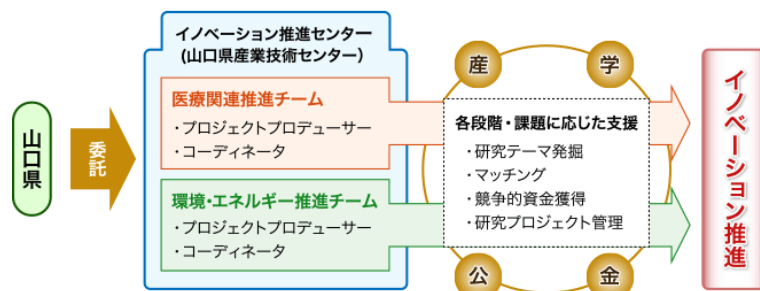 山口県
委託
イノベーション推進センター
(山口県産業技術センター）
医療関連推進チーム
・プロジェクトプロデューサー
・コーディネータ
環境・エネルギー推進チーム
・プロジェクトプロデューサー
・コーディネータ
産
学
各段階・課題に応じた支援
・研究テーマ発掘
・マッチング
・競争的資金獲得
・研究プロジェクト管理
公
金
イノベーション推進